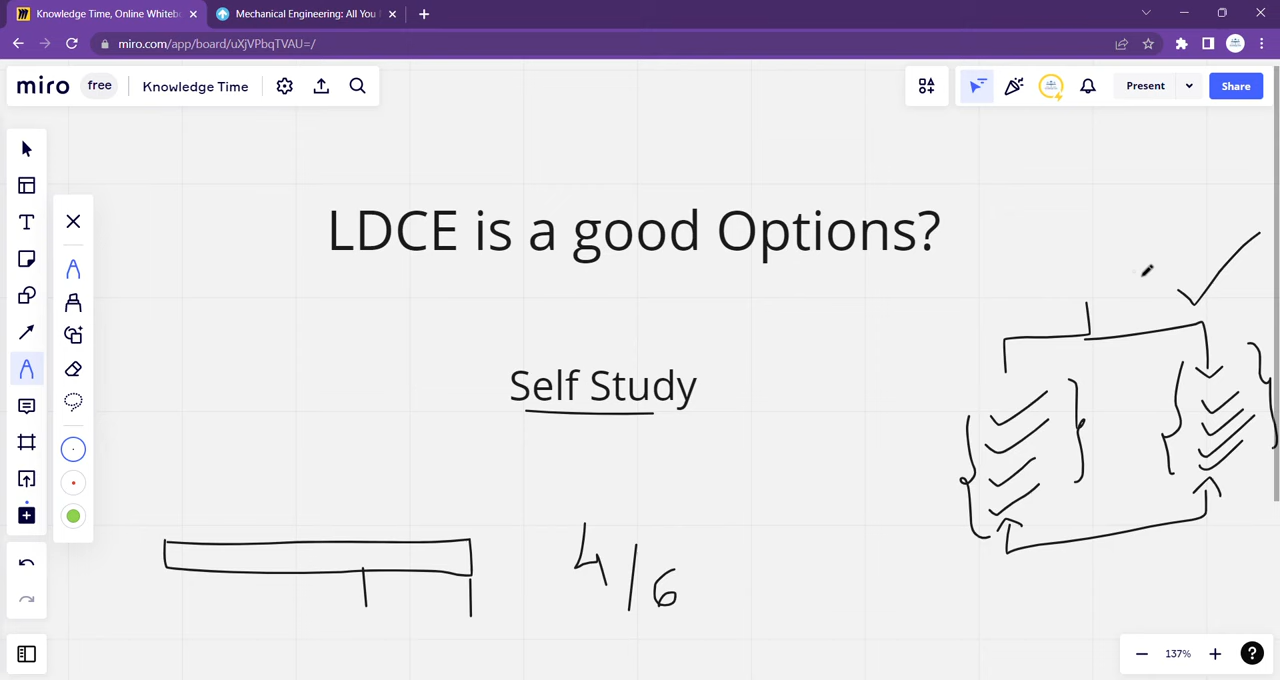 Knowledge Time, Online Whitebo
Mechanical Engineering: All You
miro.com/app/board/uXjVPbqTVAU=/
miro
free
Knowledge Time
Present
Share
LDCE is a good Options?
Self Study
4/6
137%